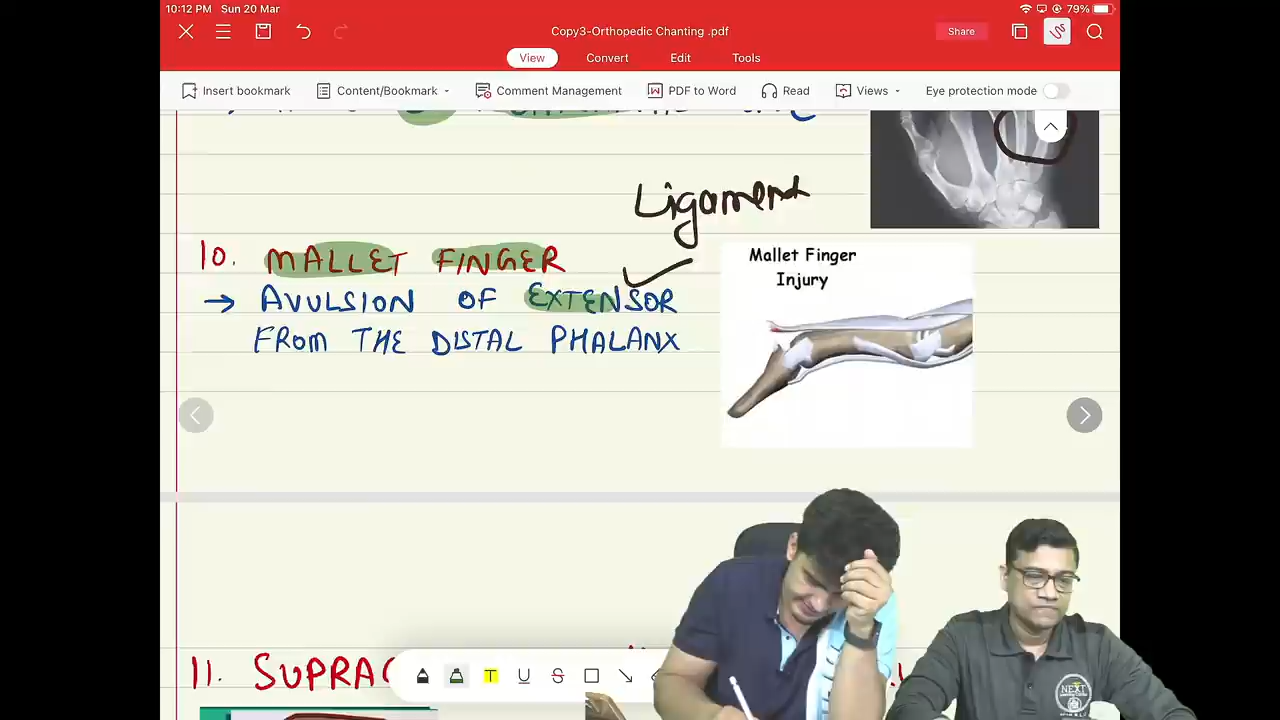 10:12 PM Sun 20 Mar
79%
Copy3-Orthopedic Chanting .pdf
Share
View Convert Edit Tools
Insert bookmark Content/Bookmark Comment Management PDF to Word Read Views Eye protection mode
Ligament
10. MALLET FINGER
→ AVULSION OF EXTENSOR
FROM THE DISTAL PHALANX
Mallet Finger
Injury
11. SUPRAC
T U S
NEXT